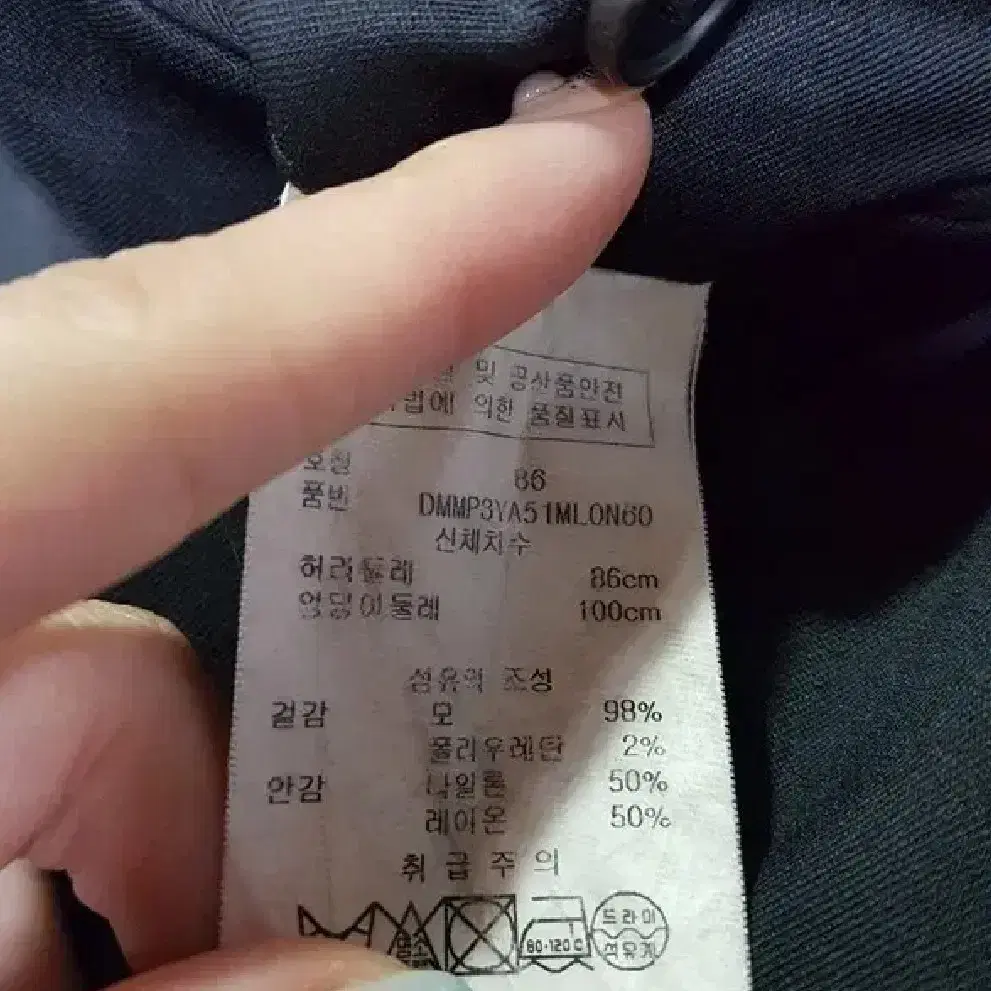 및 공산품안전
법에 의한 품질표시
호칭 86
품번 DMMP3YA51MLON60
신체치수
허리둘레 86cm
엉덩이둘레 100cm
섬유의 조성
겉감 모 98%
폴리우레탄 2%
안감 나일론 50%
레이온 50%
취급주의
염소 80-120℃ 드라이
석유계